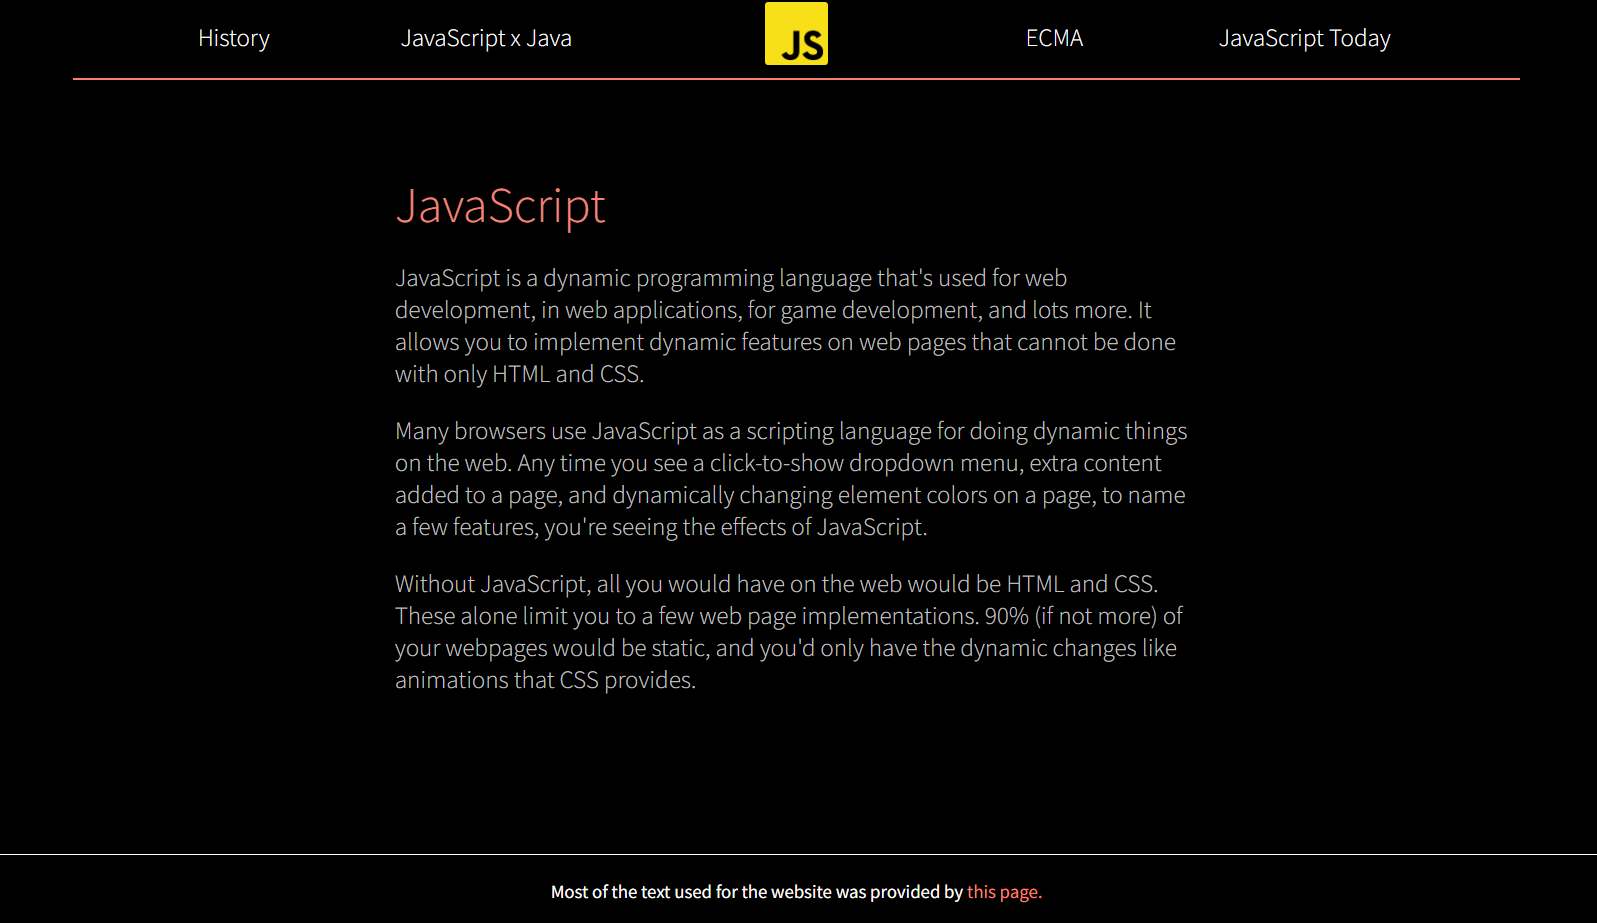 History
JavaScript x Java
JS
ECMA
JavaScript Today
JavaScript
JavaScript is a dynamic programming language that's used for web
development, in web applications, for game development, and lots more. It
allows you to implement dynamic features on web pages that cannot be done
with only HTML and CSS.
Many browsers use JavaScript as a scripting language for doing dynamic things
on the web. Any time you see a click-to-show dropdown menu, extra content
added to a page, and dynamically changing element colors on a page, to name
a few features, you're seeing the effects of JavaScript.
Without JavaScript, all you would have on the web would be HTML and CSS.
These alone limit you to a few web page implementations. 90% (if not more) of
your webpages would be static, and you'd only have the dynamic changes like
animations that CSS provides.
Most of the text used for the website was provided by this page.